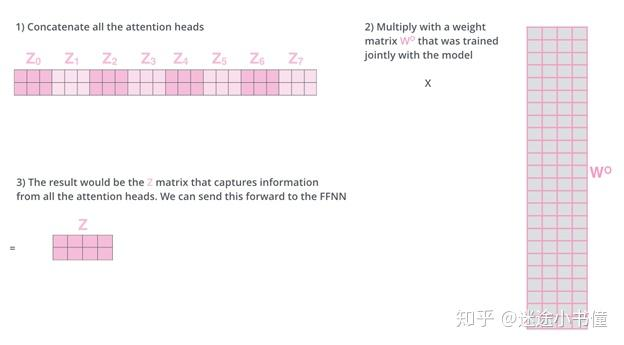 1) Concatenate all the attention heads
Z0 Z1 Z2 Z3 Z4 Z5 Z6 Z7
2) Multiply with a weight
matrix W^O that was trained
jointly with the model
X
W^O
3) The result would be the Z matrix that captures information
from all the attention heads. We can send this forward to the FFNN
Z
=
知乎 @迷途小书僮